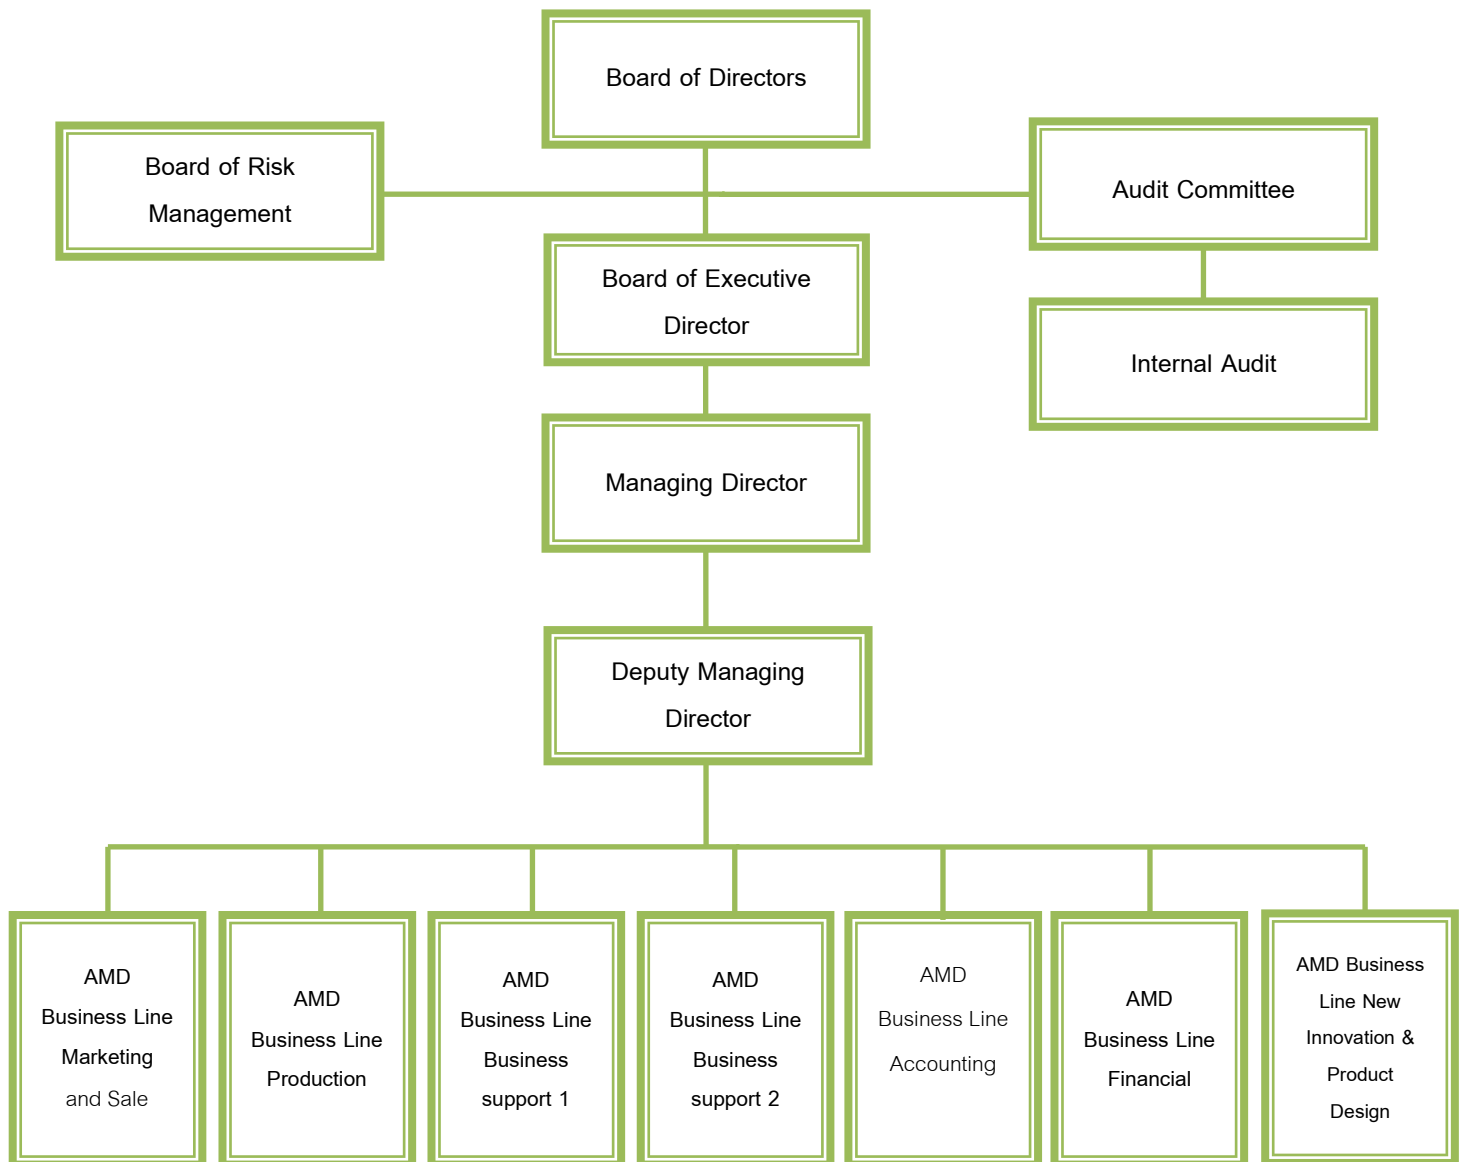 Board of Directors
Board of Risk
Management
Audit Committee
Board of Executive
Director
Internal Audit
Managing Director
Deputy Managing
Director
AMD
Business Line
Marketing
and Sale
AMD
Business Line
Production
AMD
Business Line
Business
support 1
AMD
Business Line
Business
support 2
AMD
Business Line
Accounting
AMD
Business Line
Financial
AMD Business
Line New
Innovation &
Product
Design